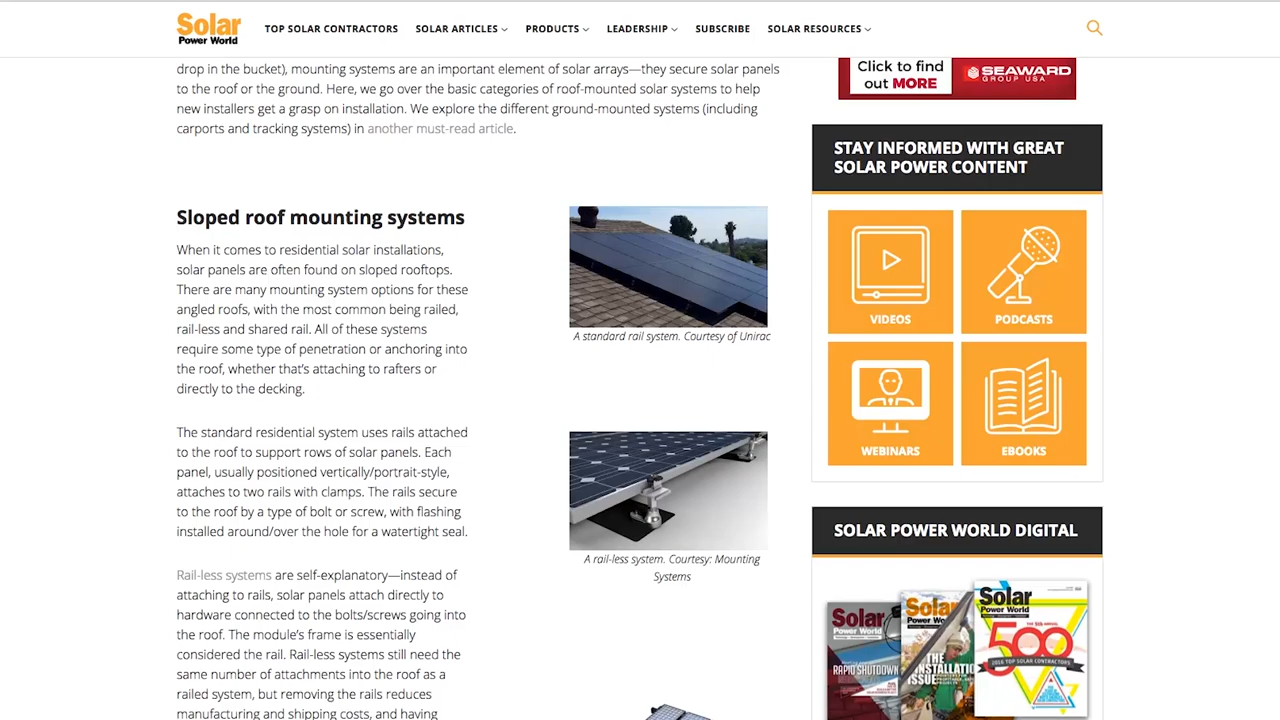 Solar
Power World
TOP SOLAR CONTRACTORS
SOLAR ARTICLES
PRODUCTS
LEADERSHIP
SUBSCRIBE
SOLAR RESOURCES
drop in the bucket), mounting systems are an important element of solar arrays—they secure solar panels
to the roof or the ground. Here, we go over the basic categories of roof-mounted solar systems to help
new installers get a grasp on installation. We explore the different ground-mounted systems (including
carports and tracking systems) in another must-read article.
Sloped roof mounting systems
When it comes to residential solar installations,
solar panels are often found on sloped rooftops.
There are many mounting system options for these
angled roofs, with the most common being railed,
rail-less and shared rail. All of these systems
require some type of penetration or anchoring into
the roof, whether that’s attaching to rafters or
directly to the decking.
The standard residential system uses rails attached
to the roof to support rows of solar panels. Each
panel, usually positioned vertically/portrait-style,
attaches to two rails with clamps. The rails secure
to the roof by a type of bolt or screw, with flashing
installed around/over the hole for a watertight seal.
Rail-less systems are self-explanatory—instead of
attaching to rails, solar panels attach directly to
hardware connected to the bolts/screws going into
the roof. The module’s frame is essentially
considered the rail. Rail-less systems still need the
same number of attachments into the roof as a
railed system, but removing the rails reduces
manufacturing and shipping costs, and having
A standard rail system. Courtesy of Unirac
A rail-less system. Courtesy: Mounting
Systems
Click to find
out MORE
SEAWARD
GROUP USA
STAY INFORMED WITH GREAT
SOLAR POWER CONTENT
VIDEOS
PODCASTS
WEBINARS
EBOOKS
SOLAR POWER WORLD DIGITAL
Solar
Power World
RAPID SHUTDOWN
Solar
Power World
THE
INSTALLATION
ISSUE
Solar
Power World
THE 5TH ANNUAL
500
2016 TOP SOLAR CONTRACTORS